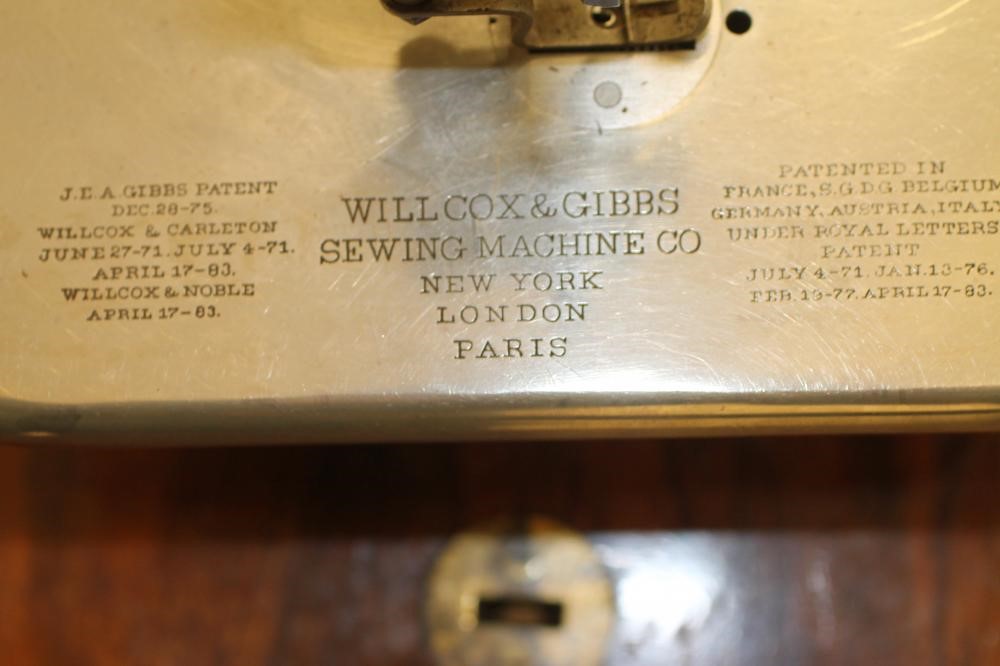 J.E.A. GIBBS PATENT
DEC. 28-75.
WILLCOX & CARLETON
JUNE 27-71. JULY 4-71.
APRIL 17-83.
WILLCOX & NOBLE
APRIL 17-83.
WILLCOX & GIBBS
SEWING MACHINE CO
NEW YORK
LONDON
PARIS
PATENTED IN
FRANCE, S.G.D.G. BELGIUM
GERMANY, AUSTRIA, ITALY
UNDER ROYAL LETTERS
PATENT
JULY 4-71. JAN. 13-76.
FEB. 19-77. APRIL 17-83.